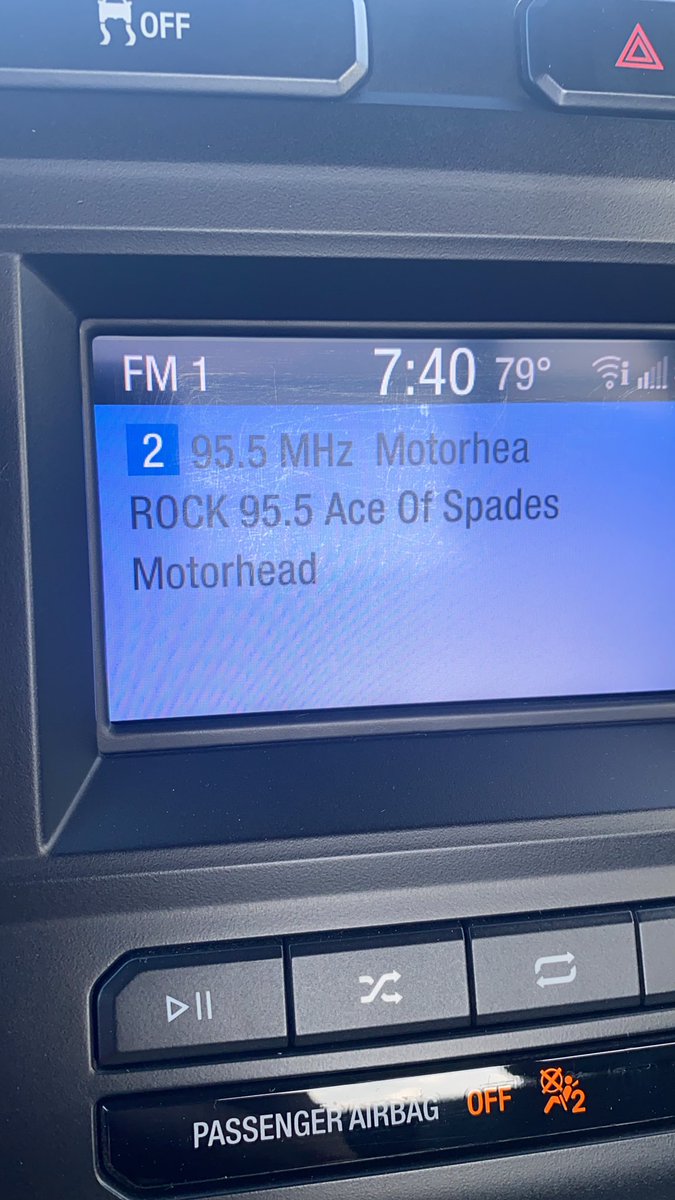 OFF
FM 1 7:40 79° i
2 95.5 MHz Motorhea
ROCK 95.5 Ace Of Spades
Motorhead
PASSENGER AIRBAG OFF 2